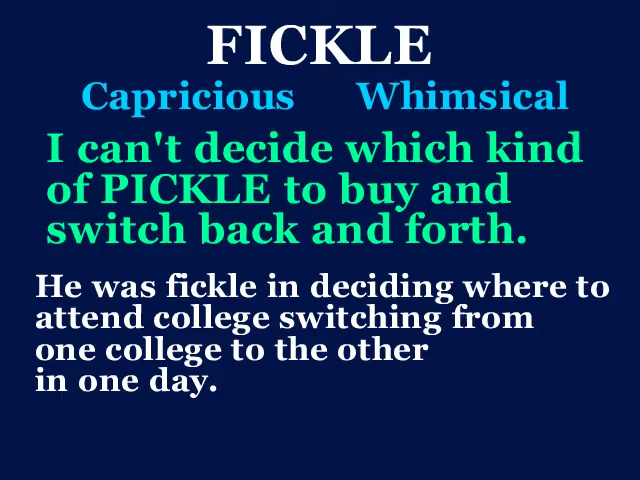 FICKLE
Capricious Whimsical
I can't decide which kind
of PICKLE to buy and
switch back and forth.
He was fickle in deciding where to
attend college switching from
one college to the other
in one day.